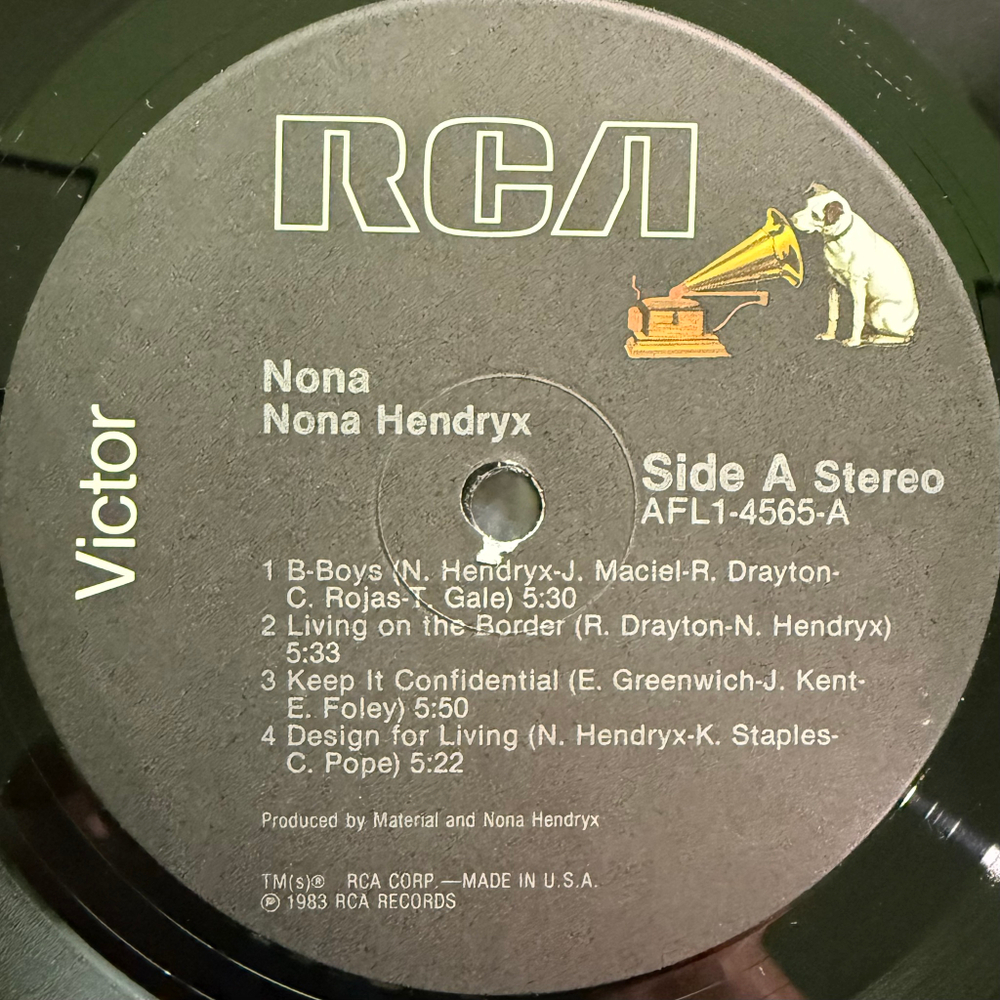 RCA
Victor
Nona
Nona Hendryx
Side A Stereo
AFL1-4565-A
1 B-Boys (N. Hendryx-J. Maciel-R. Drayton-
C. Rojas-T. Gale) 5:30
2 Living on the Border (R. Drayton-N. Hendryx)
5:33
3 Keep It Confidential (E. Greenwich-J. Kent-
E. Foley) 5:50
4 Design for Living (N. Hendryx-K. Staples-
C. Pope) 5:22
Produced by Material and Nona Hendryx
TM(s)® RCA CORP.—MADE IN U.S.A.
℗ 1983 RCA RECORDS